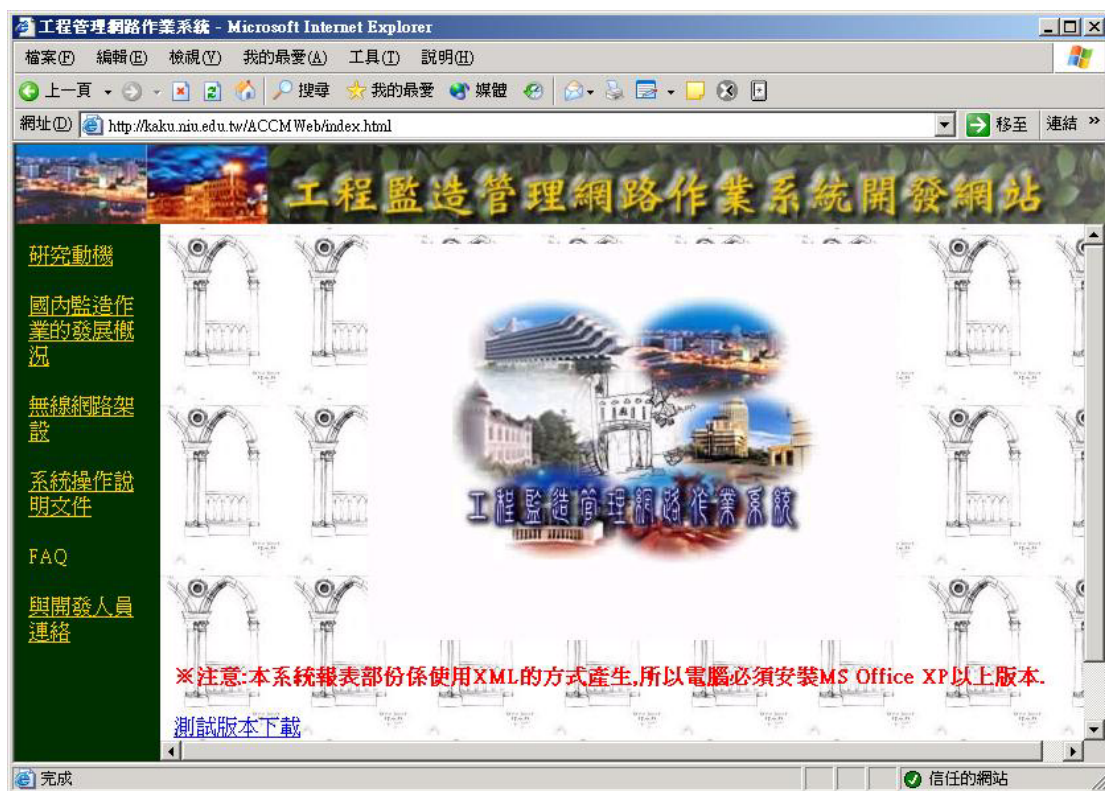 工程管理網路作業系統 - Microsoft Internet Explorer
檔案(F) 編輯(E) 檢視(V) 我的最愛(A) 工具(T) 說明(H)
上一頁 搜尋 我的最愛 媒體
網址(D) http://kaku.niu.edu.tw/ACCMWeb/index.html 移至 連結 »
工程監造管理網路作業系統開發網站
研究動機
國內監造作
業的發展概
況
無線網路架
設
系統操作說
明文件
FAQ
與開發人員
連絡
工程監造管理網路作業系統
※注意:本系統報表部份係使用XML的方式產生,所以電腦必須安裝MS Office XP以上版本.
測試版本下載
完成 信任的網站